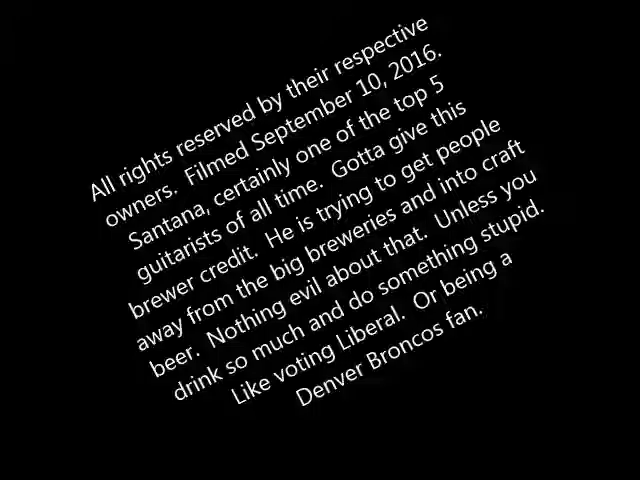 All rights reserved by their respective
owners.  Filmed September 10, 2016.
Santana, certainly one of the top 5
guitarists of all time.  Gotta give this
brewer credit.  He is trying to get people
away from the big breweries and into craft
beer.  Nothing evil about that.  Unless you
drink so much and do something stupid.
Like voting Liberal.  Or being a
Denver Broncos fan.